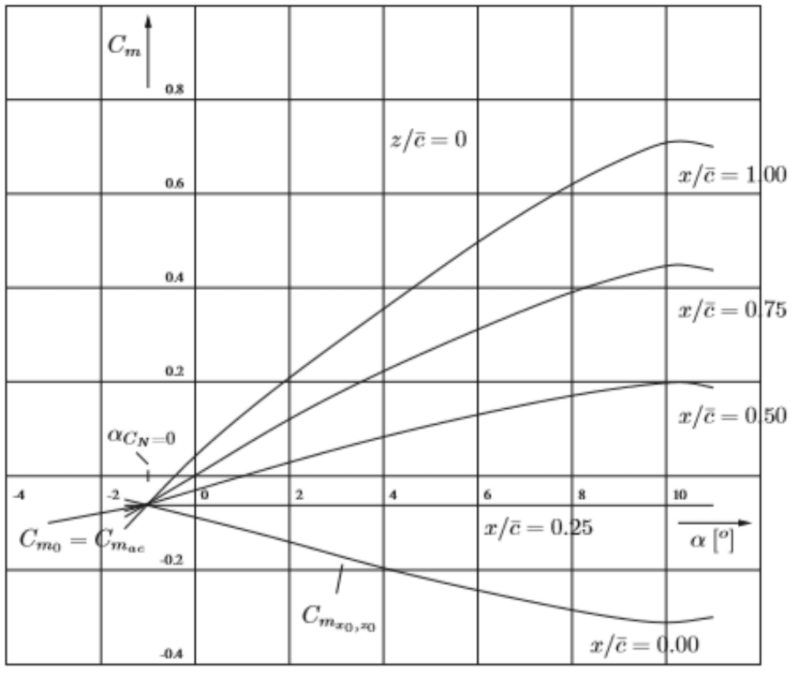 C_m
0.8
z/c̄ = 0
0.6
x/c̄ = 1.00
0.4
x/c̄ = 0.75
0.2
x/c̄ = 0.50
α_{C_N=0}
-4 -2 0 2 4 6 8 10
C_{m_0} = C_{m_{ac}}
x/c̄ = 0.25
α [°]
-0.2
C_{m_{x_0,z_0}}
x/c̄ = 0.00
-0.4